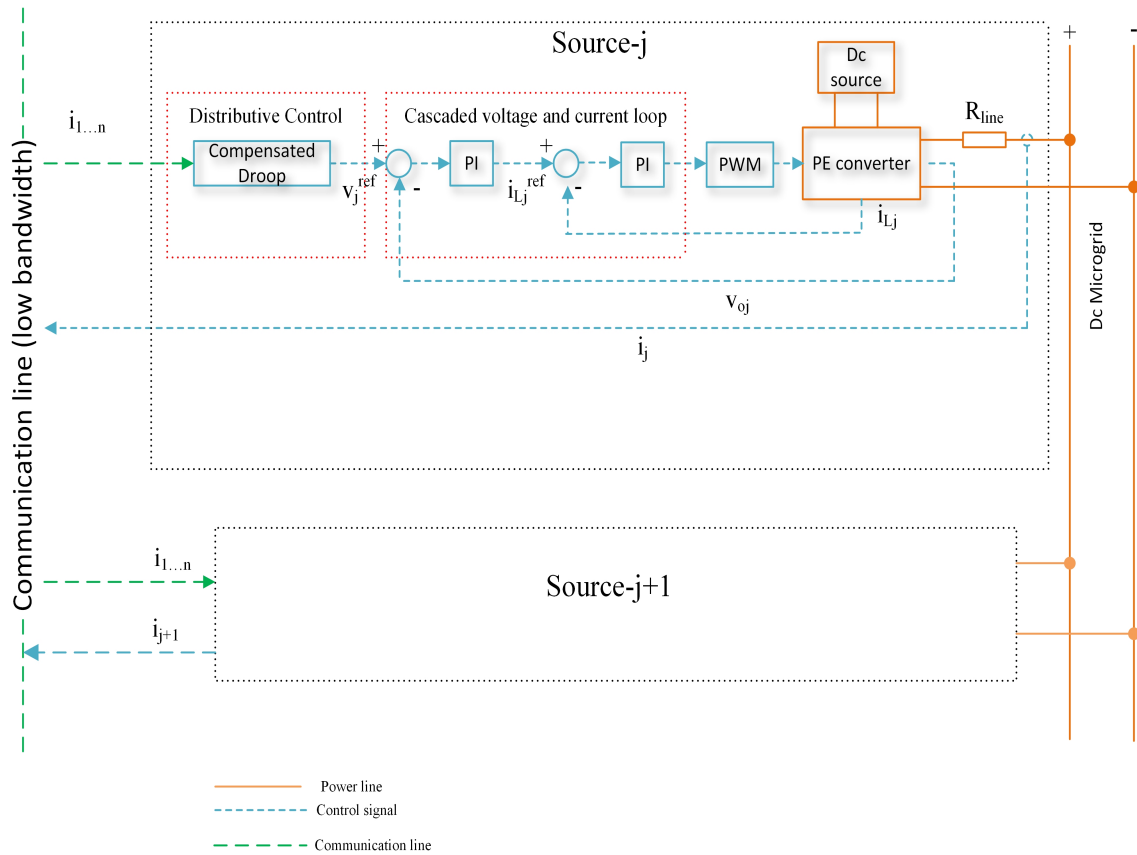 Source-j
+
-
Dc
source
Distributive Control
Cascaded voltage and current loop
i1...n
Rline
Compensated
Droop
+
-
vjref
PI
+
-
iLjref
PI
PWM
PE converter
iLj
voj
ij
Dc Microgrid
Communication line (low bandwidth)
i1...n
Source-j+1
ij+1
Power line
Control signal
Communication line